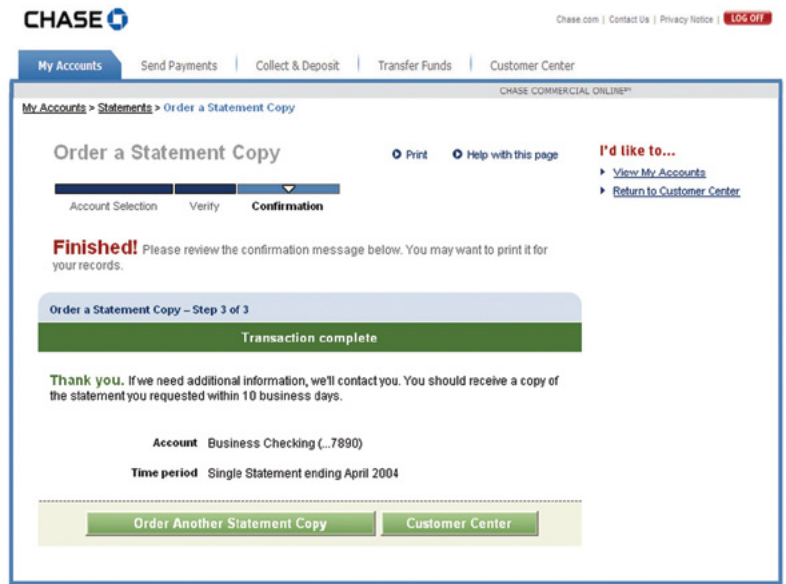 CHASE
Chase.com | Contact Us | Privacy Notice | LOG OFF
My Accounts | Send Payments | Collect & Deposit | Transfer Funds | Customer Center
CHASE COMMERCIAL ONLINE℠
My Accounts > Statements > Order a Statement Copy
Order a Statement Copy
Print Help with this page
Account Selection Verify Confirmation
Finished! Please review the confirmation message below. You may want to print it for
your records.
Order a Statement Copy – Step 3 of 3
Transaction complete
Thank you. If we need additional information, we'll contact you. You should receive a copy of
the statement you requested within 10 business days.
Account Business Checking (...7890)
Time period Single Statement ending April 2004
Order Another Statement Copy Customer Center
I'd like to...
View My Accounts
Return to Customer Center